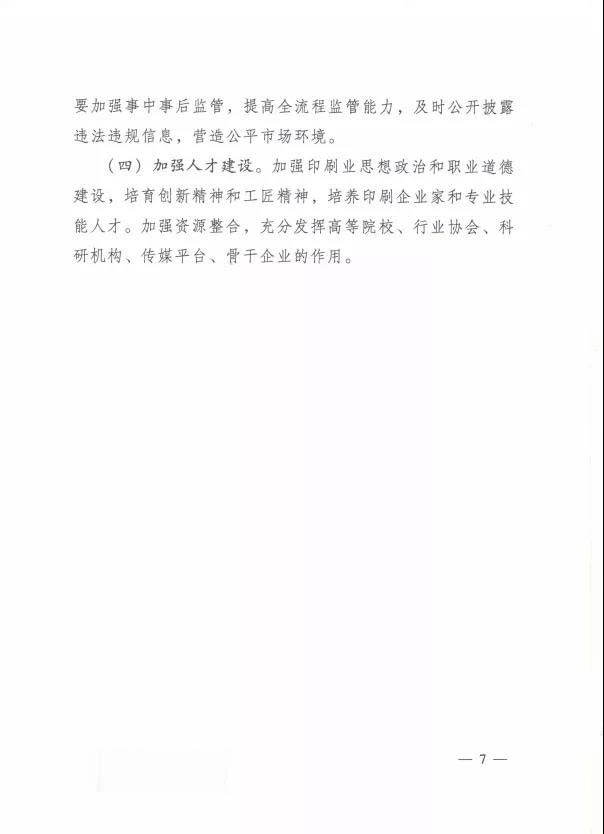 要加强事中事后监管，提高全流程监管能力，及时公开披露
违法违规信息，营造公平市场环境。
（四）加强人才建设。加强印刷业思想政治和职业道德
建设，培育创新精神和工匠精神，培养印刷企业家和专业技
能人才。加强资源整合，充分发挥高等院校、行业协会、科
研机构、传媒平台、骨干企业的作用。
— 7 —